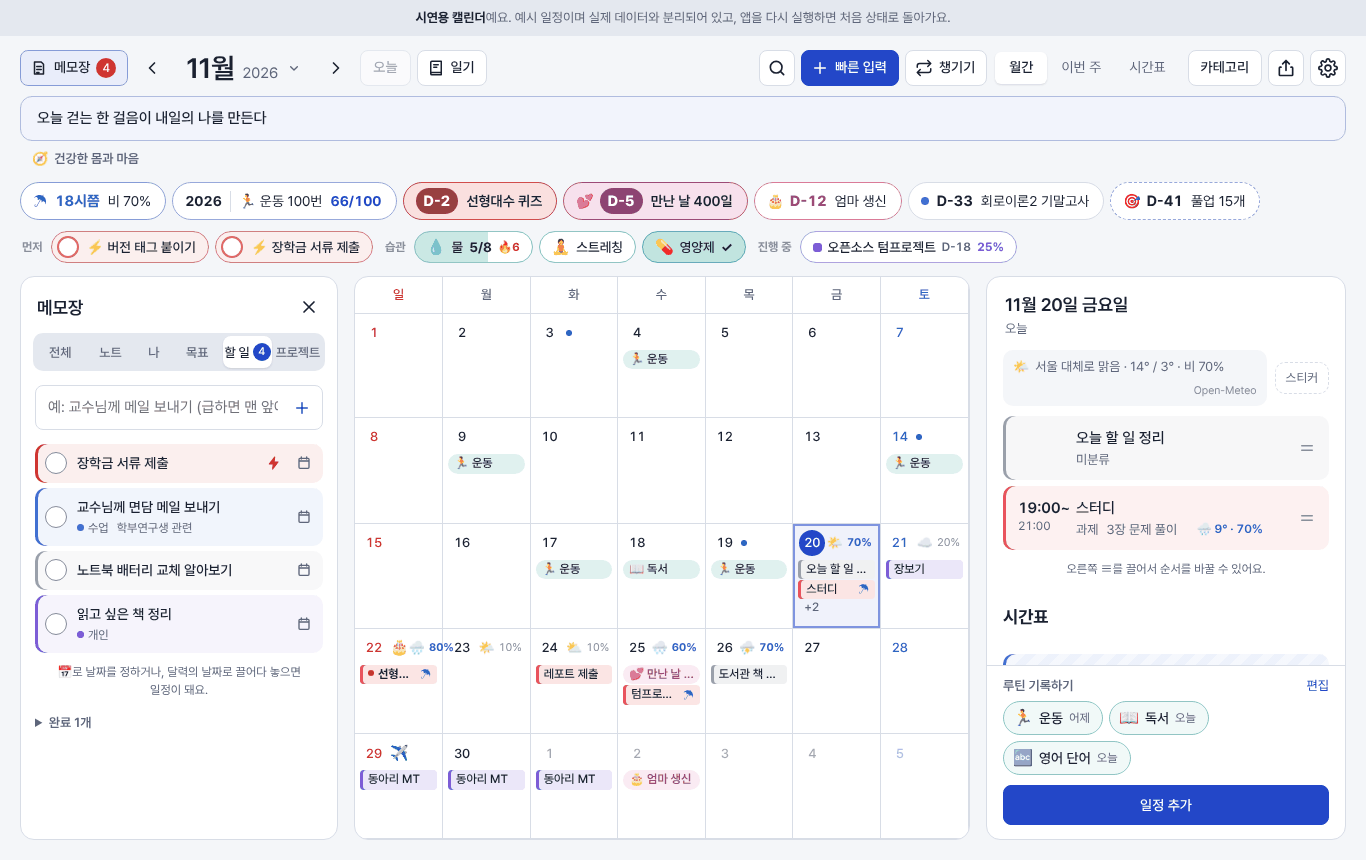 시연용 캘린더예요. 예시 일정이며 실제 데이터와 분리되어 있고, 앱을 다시 실행하면 처음 상태로 돌아가요.
메모장 4 11월 2026 오늘 일기 빠른 입력 챙기기 월간 이번 주 시간표 카테고리
오늘 걷는 한 걸음이 내일의 나를 만든다
건강한 몸과 마음
18시쯤 비 70% 2026 운동 100번 66/100 D-2 선형대수 퀴즈 D-5 만난 날 400일 D-12 엄마 생신 D-33 회로이론2 기말고사 D-41 풀업 15개
먼저 ⚡ 버전 태그 붙이기 ⚡ 장학금 서류 제출 습관 물 5/8 🔥6 스트레칭 영양제 ✓ 진행 중 오픈소스 텀프로젝트 D-18 25%
메모장
전체 노트 나 목표 할 일 4 프로젝트
예: 교수님께 메일 보내기 (급하면 맨 앞에
장학금 서류 제출
교수님께 면담 메일 보내기
수업 학부연구생 관련
노트북 배터리 교체 알아보기
읽고 싶은 책 정리
개인
📅로 날짜를 정하거나, 달력의 날짜로 끌어다 놓으면
일정이 돼요.
▶ 완료 1개
일 월 화 수 목 금 토
1 2 3 4 5 6 7
운동
8 9 10 11 12 13 14
운동 운동
15 16 17 18 19 20 70% 21 20%
운동 독서 운동 오늘 할 일 ... 장보기
스터디
+2
22 80% 23 10% 24 10% 25 60% 26 70% 27 28
선형... 레포트 제출 만난 날 ... 도서관 책 ...
텀프로...
29 30 1 2 3 4 5
동아리 MT 동아리 MT 동아리 MT 엄마 생신
11월 20일 금요일
오늘
서울 대체로 맑음 · 14° / 3° · 비 70%
Open-Meteo
스티커
오늘 할 일 정리
미분류
19:00~ 스터디
21:00 과제 3장 문제 풀이 9° · 70%
오른쪽 ≡를 끌어서 순서를 바꿀 수 있어요.
시간표
루틴 기록하기 편집
운동 어제 독서 오늘
abc 영어 단어 오늘
일정 추가